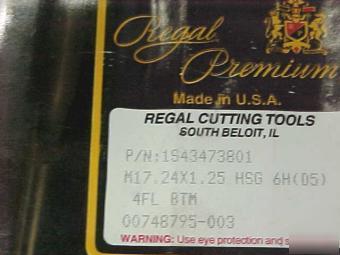 Regal
Premium
Made in U.S.A.
REGAL CUTTING TOOLS
SOUTH BELOIT, IL
P/N:1S43473B01
M17.24X1.25 HSG 6H(D5)
4FL BTM
00748795-003
WARNING: Use eye protection and